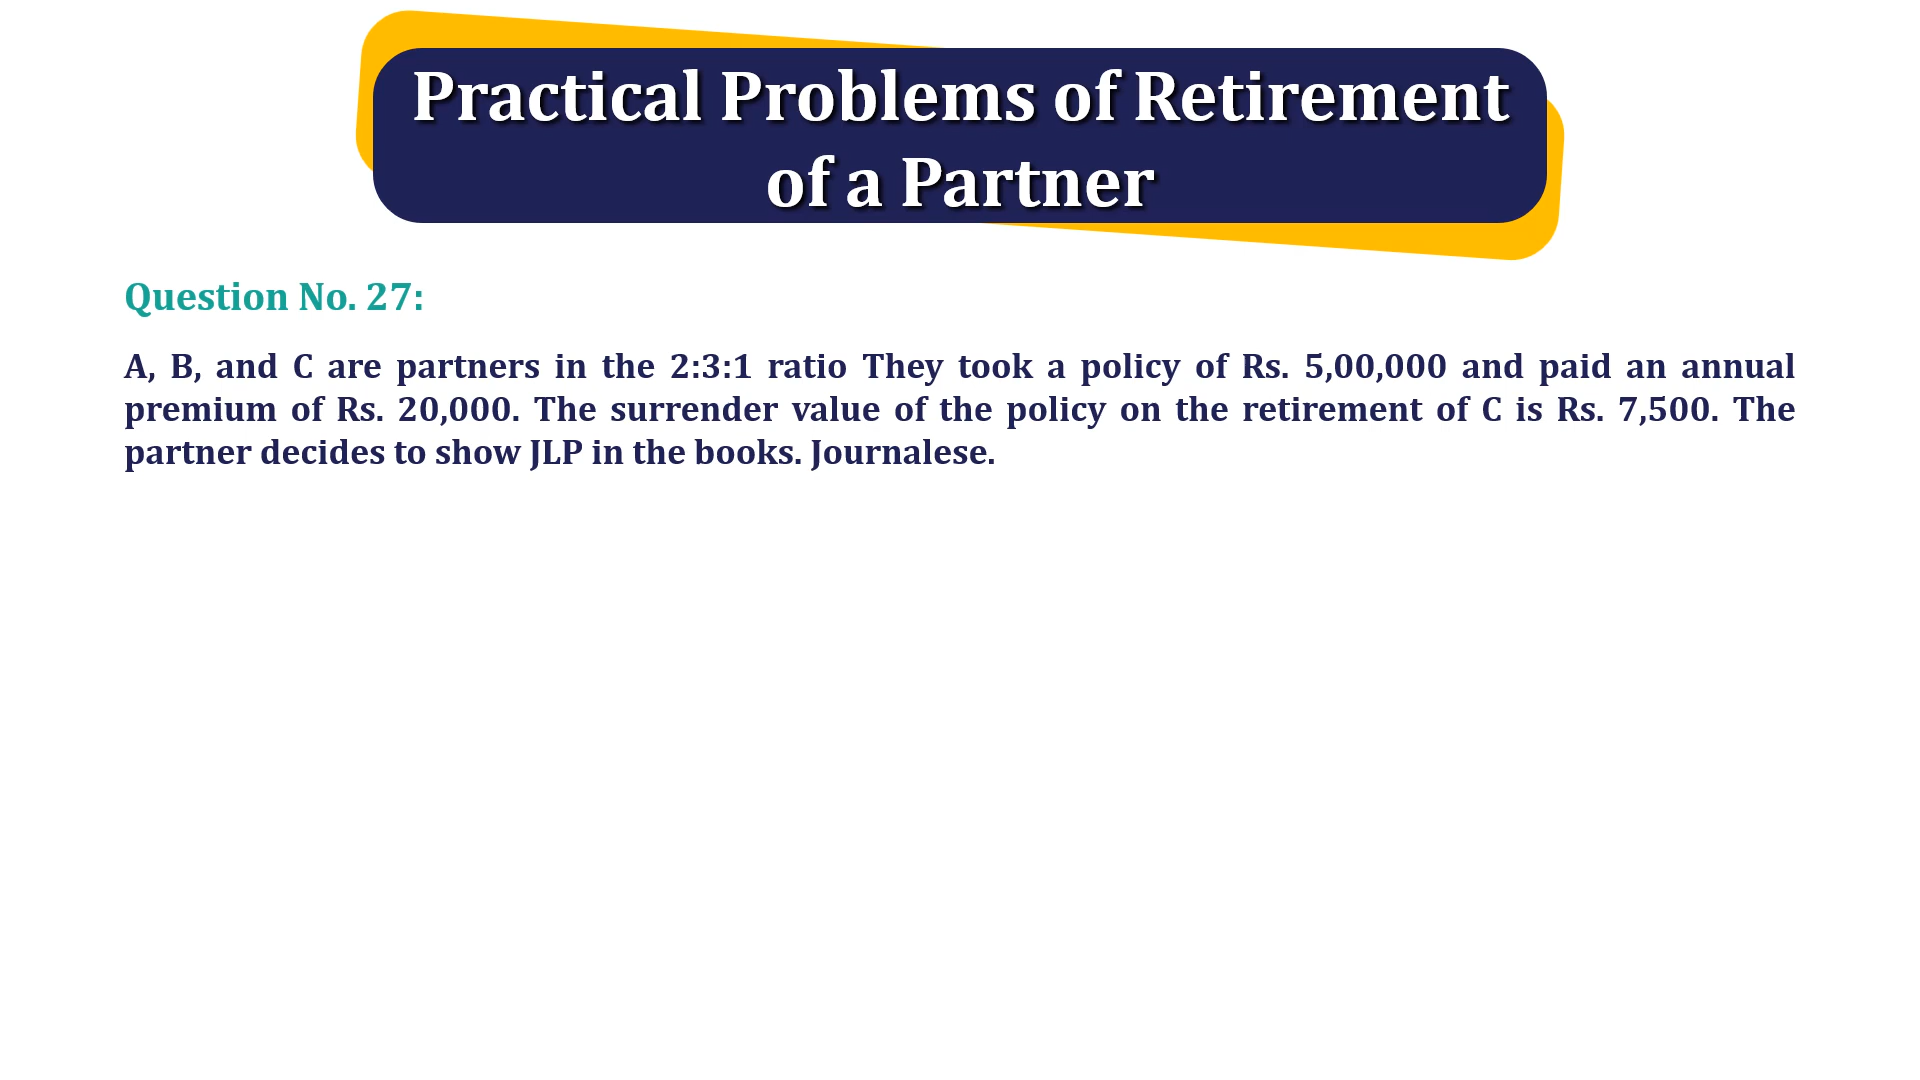 Practical Problems of Retirement
of a Partner
Question No. 27:
A, B, and C are partners in the 2:3:1 ratio They took a policy of Rs. 5,00,000 and paid an annual
premium of Rs. 20,000. The surrender value of the policy on the retirement of C is Rs. 7,500. The
partner decides to show JLP in the books. Journalese.